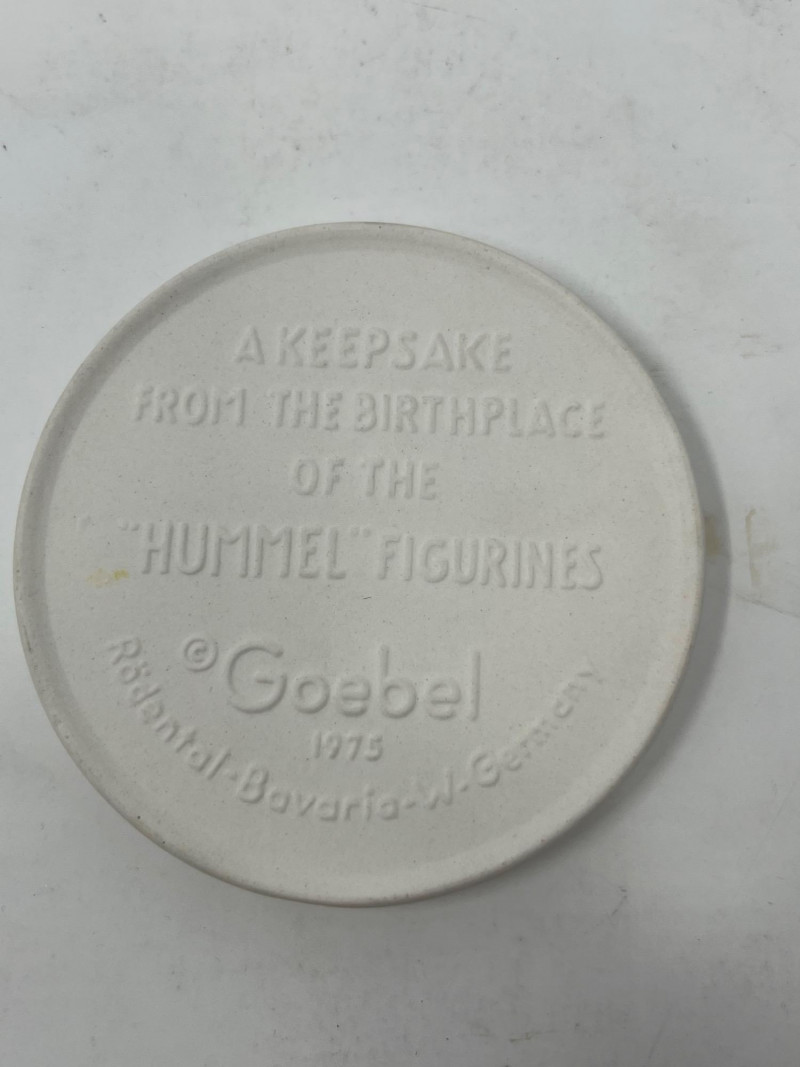 A KEEPSAKE
FROM THE BIRTHPLACE
OF THE
"HUMMEL" FIGURINES
© Goebel
1975
Rödental-Bavaria-W-Germany